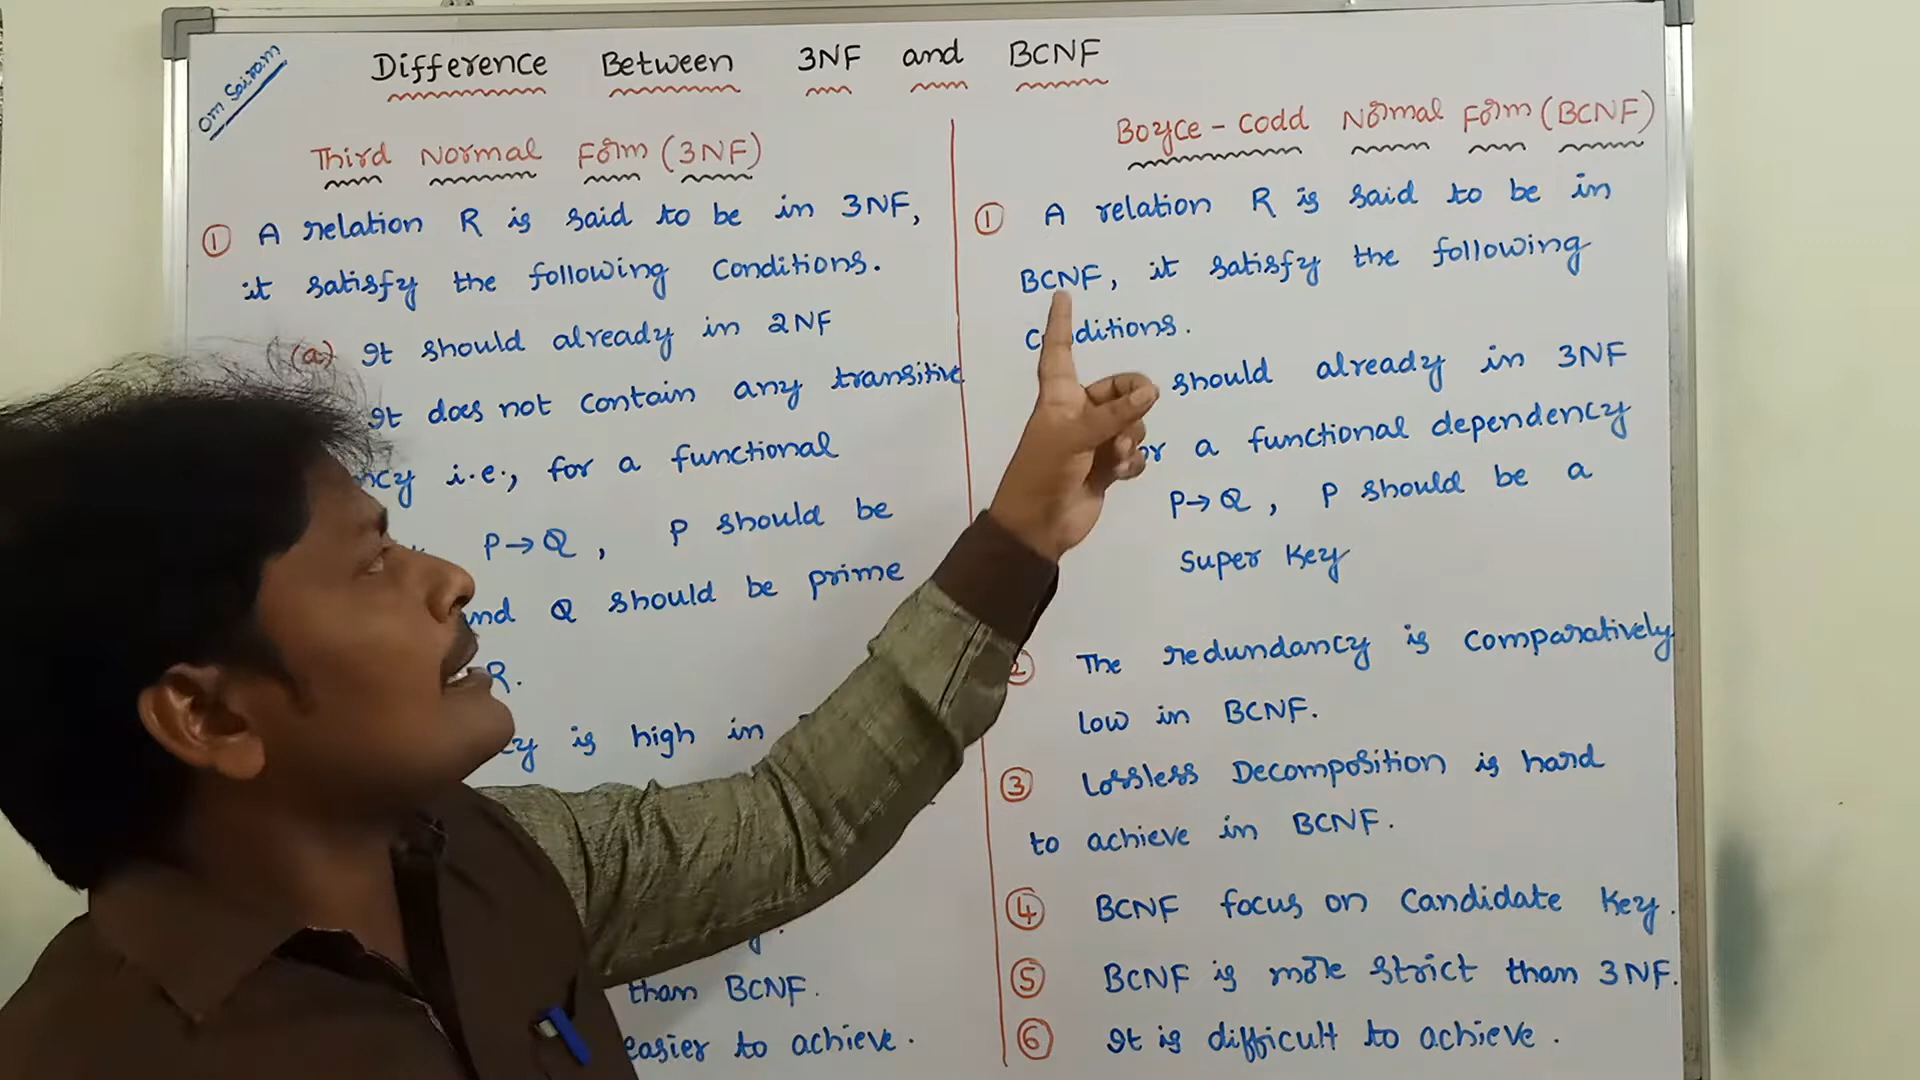 Om Sairam
Difference Between 3NF and BCNF
Third Normal Form (3NF)
① A relation R is said to be in 3NF,
it satisfy the following conditions.
(a) It should already in 2NF
It does not contain any transitive
ncy i.e., for a functional
P→Q, P should be
and Q should be prime
R.
cy is high in
than BCNF.
easier to achieve.
Boyce-Codd Normal Form (BCNF)
① A relation R is said to be in
BCNF, it satisfy the following
conditions.
should already in 3NF
or a functional dependency
P→Q, P should be a
Super Key
② The redundancy is comparatively
low in BCNF.
③ Lossless Decomposition is hard
to achieve in BCNF.
④ BCNF focus on Candidate Key.
⑤ BCNF is more strict than 3NF.
⑥ It is difficult to achieve.